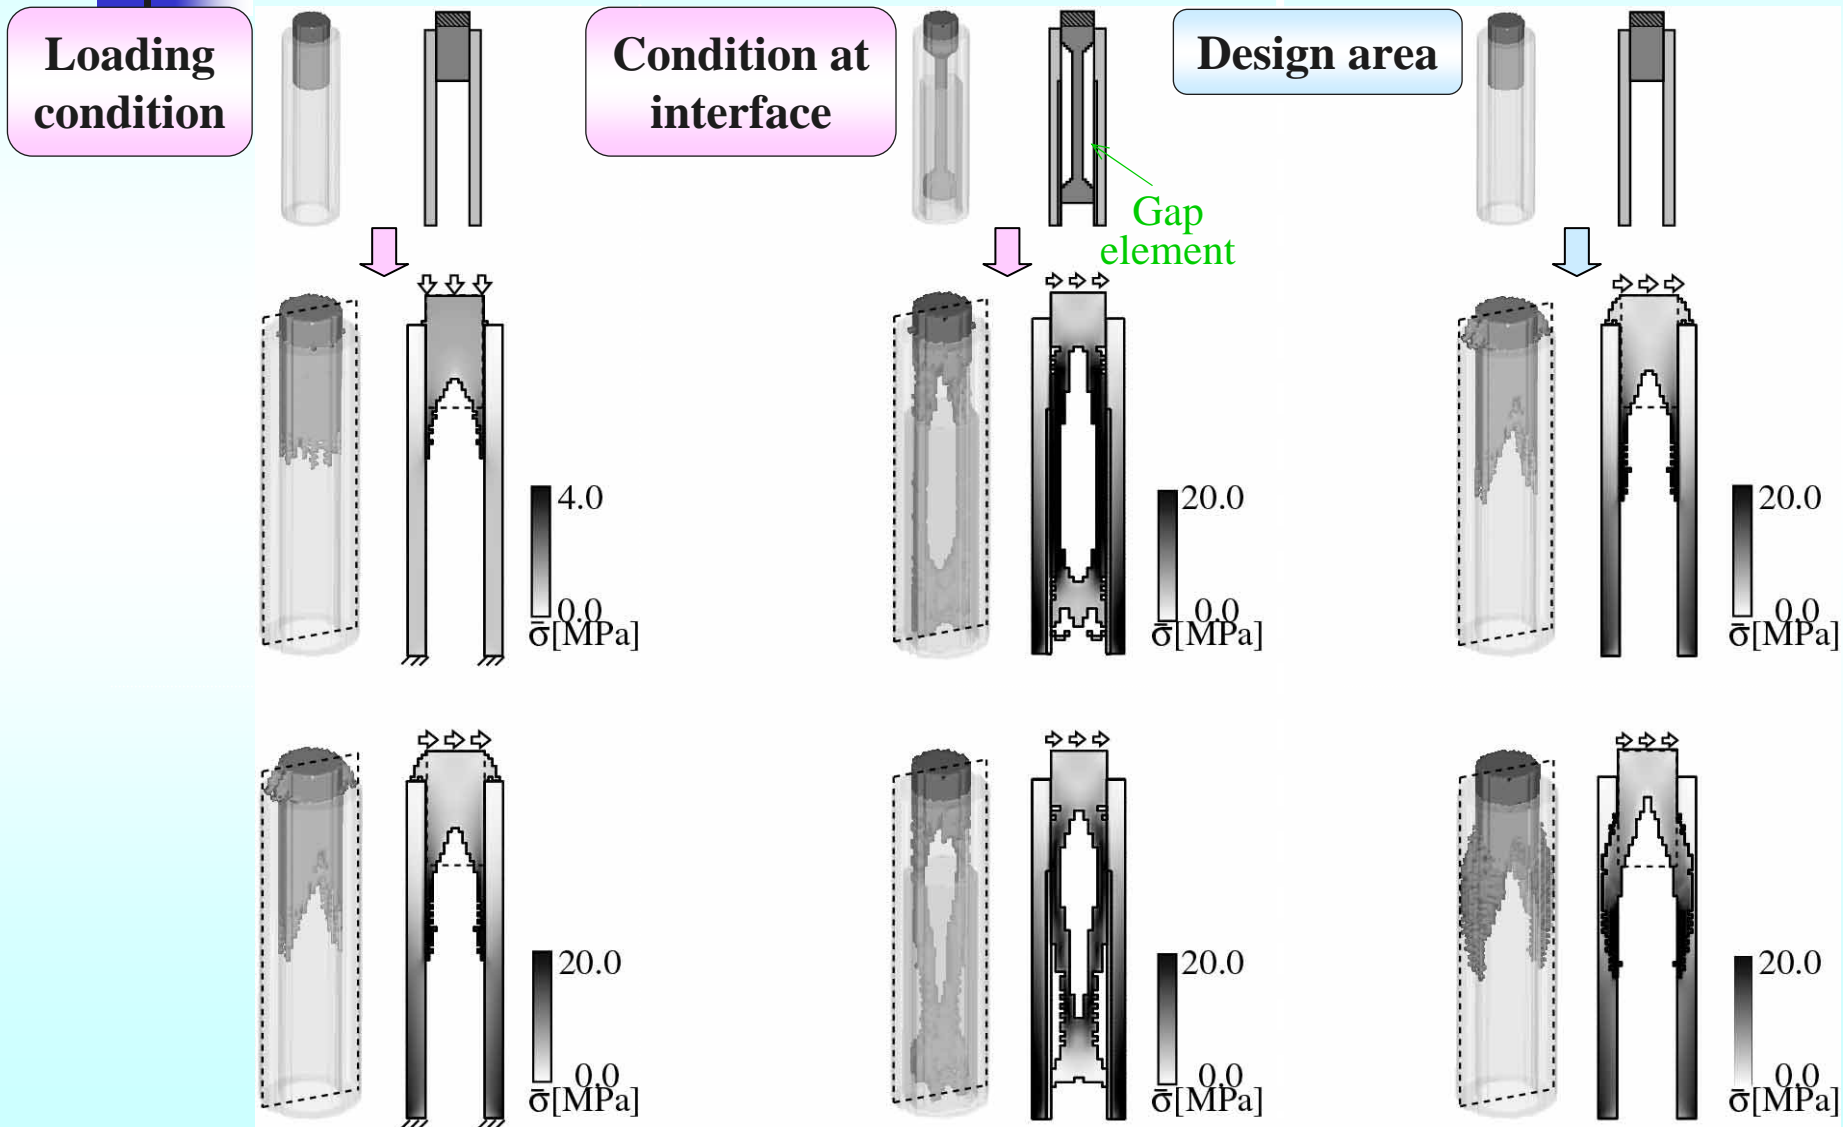 Loading
condition
Condition at
interface
Design area
Gap
element
4.0
0.0
σ̄[MPa]
20.0
0.0
σ̄[MPa]
20.0
0.0
σ̄[MPa]
20.0
0.0
σ̄[MPa]
20.0
0.0
σ̄[MPa]
20.0
0.0
σ̄[MPa]